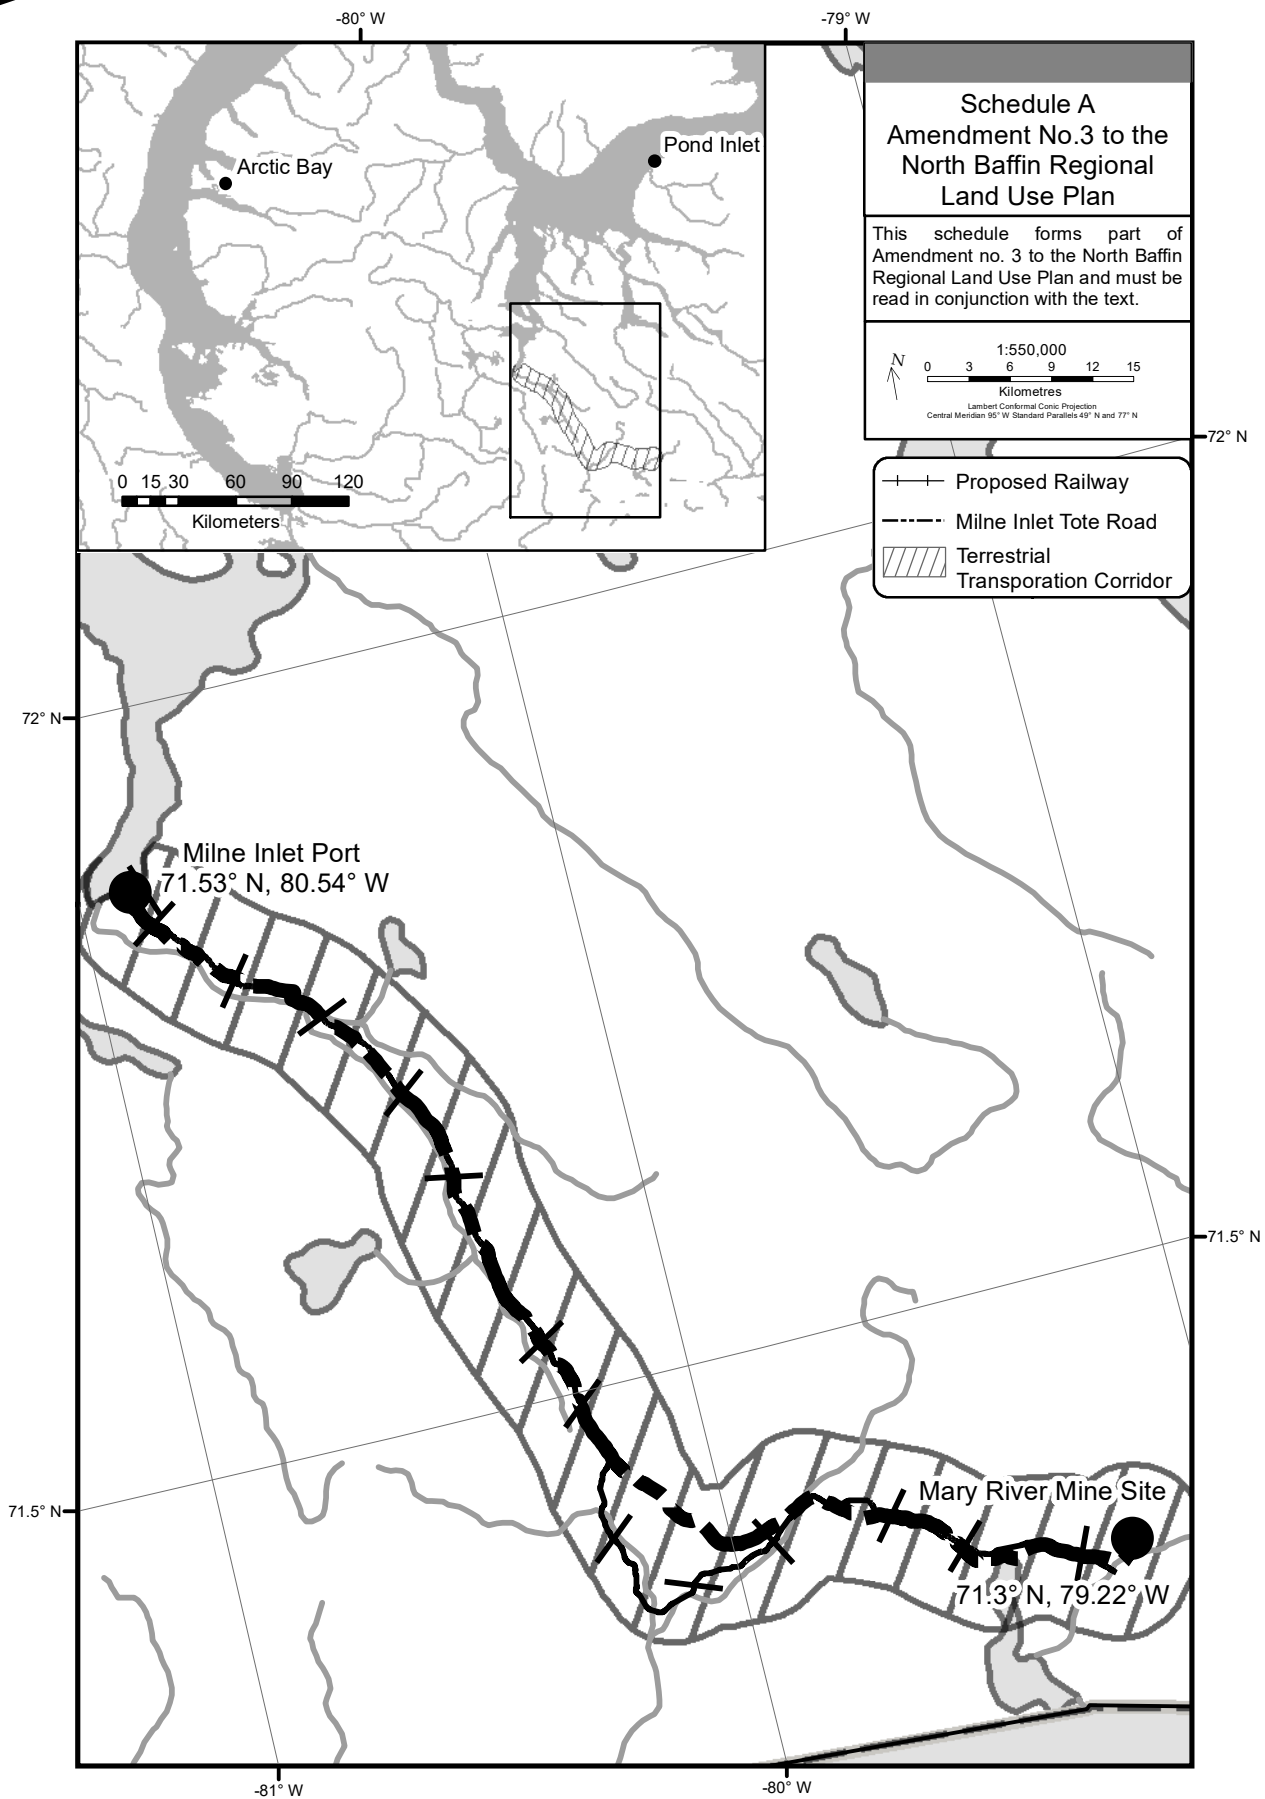 -80° W
-79° W
Schedule A
Amendment No.3 to the
North Baffin Regional
Land Use Plan
This schedule forms part of
Amendment no. 3 to the North Baffin
Regional Land Use Plan and must be
read in conjunction with the text.
N
1:550,000
0 3 6 9 12 15
Kilometres
Lambert Conformal Conic Projection
Central Meridian 95° W Standard Parallels 49° N and 77° N
Pond Inlet
Arctic Bay
0 15 30 60 90 120
Kilometers
72° N
Proposed Railway
Milne Inlet Tote Road
Terrestrial
Transporation Corridor
72° N
Milne Inlet Port
71.53° N, 80.54° W
71.5° N
Mary River Mine Site
71.5° N
71.3° N, 79.22° W
-81° W
-80° W